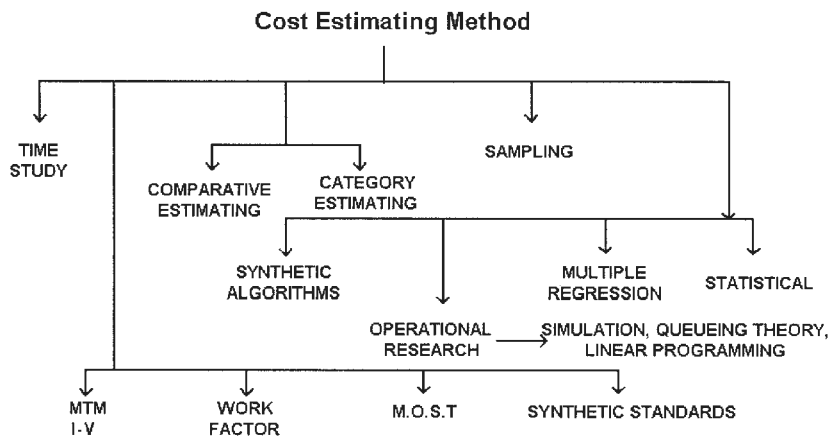 Cost Estimating Method
TIME
STUDY
SAMPLING
COMPARATIVE
ESTIMATING
CATEGORY
ESTIMATING
SYNTHETIC
ALGORITHMS
MULTIPLE
REGRESSION
STATISTICAL
OPERATIONAL
RESEARCH
SIMULATION, QUEUEING THEORY,
LINEAR PROGRAMMING
MTM
I-V
WORK
FACTOR
M.O.S.T
SYNTHETIC STANDARDS